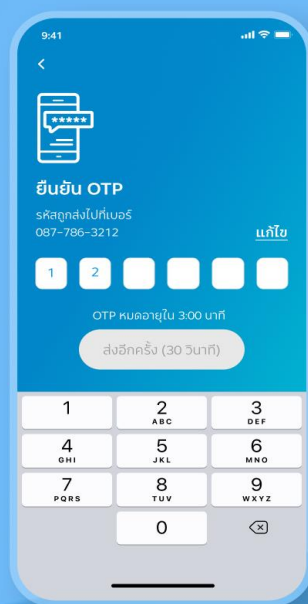 9:41
*****
ยืนยัน OTP
รหัสถูกส่งไปที่เบอร์
087-786-3212
แก้ไข
1 2
OTP หมดอายุใน 3:00 นาที
ส่งอีกครั้ง (30 วินาที)
1 2 3
ABC DEF
4 5 6
GHI JKL MNO
7 8 9
PQRS TUV WXYZ
0